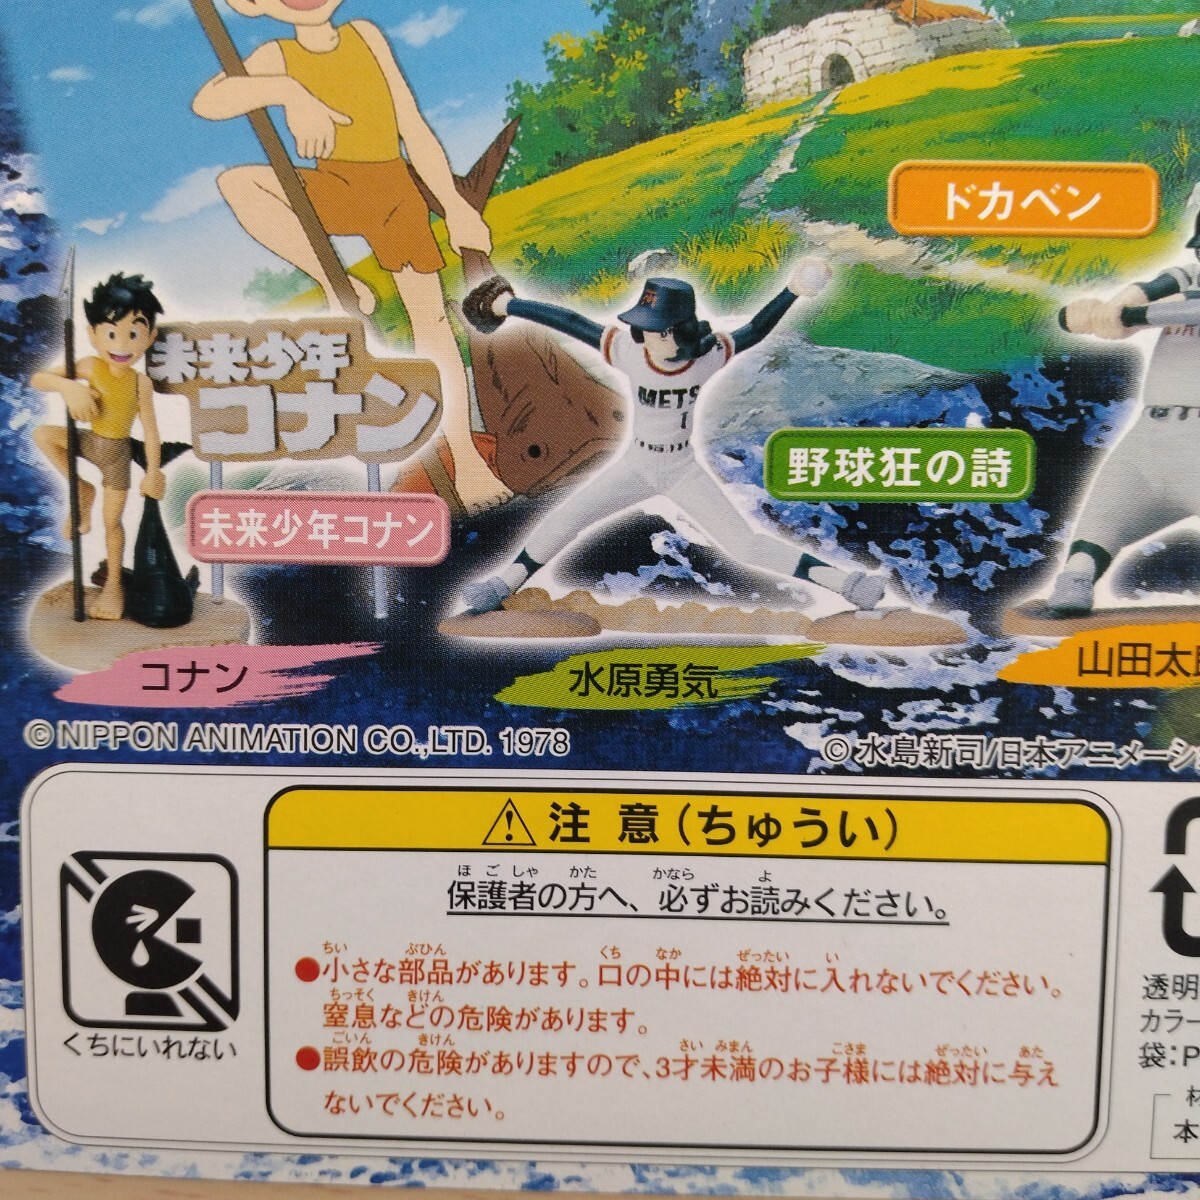 ドカベン
未来少年
コナン
METS
野球狂の詩
未来少年コナン
コナン
水原勇気
山田太
© NIPPON ANIMATION CO.,LTD. 1978
© 水島新司/日本アニメーシ
注 意 (ちゅうい)
ほごしゃ かた かなら よ
保護者の方へ、必ずお読みください。
ちい ぶひん くち なか ぜったい い
●小さな部品があります。口の中には絶対に入れないでください。
ちっそく きけん
窒息などの危険があります。
ごいん きけん さい みまん こさま ぜったい あた
●誤飲の危険がありますので、3才未満のお子様には絶対に与え
ないでください。
くちにいれない
透明
カラー
袋:P
本